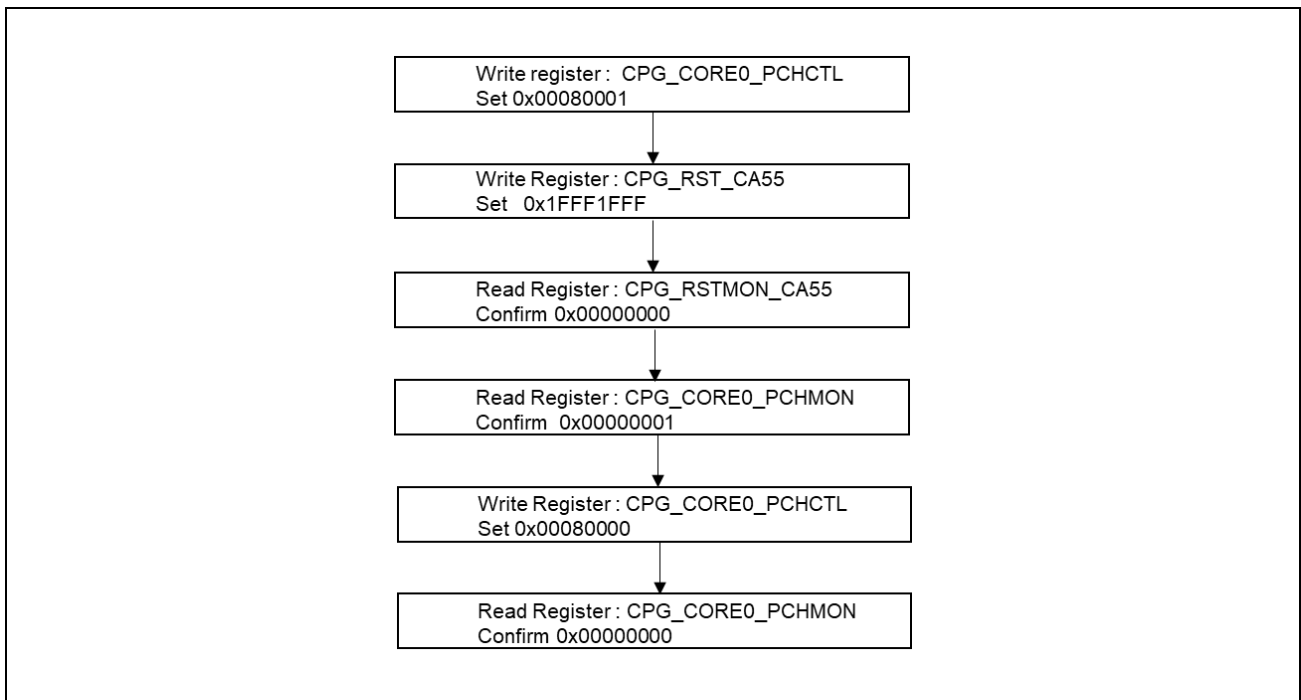 Write register : CPG_CORE0_PCHCTL
Set 0x00080001
Write Register : CPG_RST_CA55
Set 0x1FFF1FFF
Read Register : CPG_RSTMON_CA55
Confirm 0x00000000
Read Register : CPG_CORE0_PCHMON
Confirm 0x00000001
Write Register : CPG_CORE0_PCHCTL
Set 0x00080000
Read Register : CPG_CORE0_PCHMON
Confirm 0x00000000